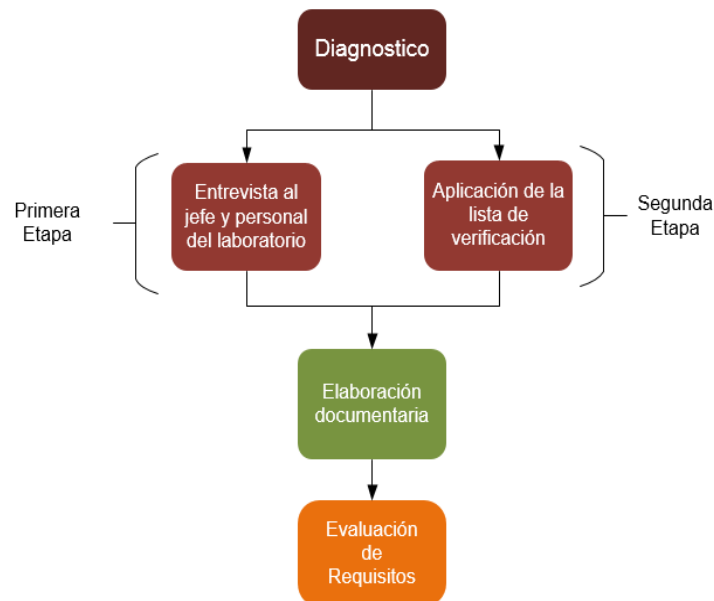 Diagnostico
Primera
Etapa
Entrevista al
jefe y personal
del laboratorio
Aplicación de la
lista de
verificación
Segunda
Etapa
Elaboración
documentaria
Evaluación
de
Requisitos